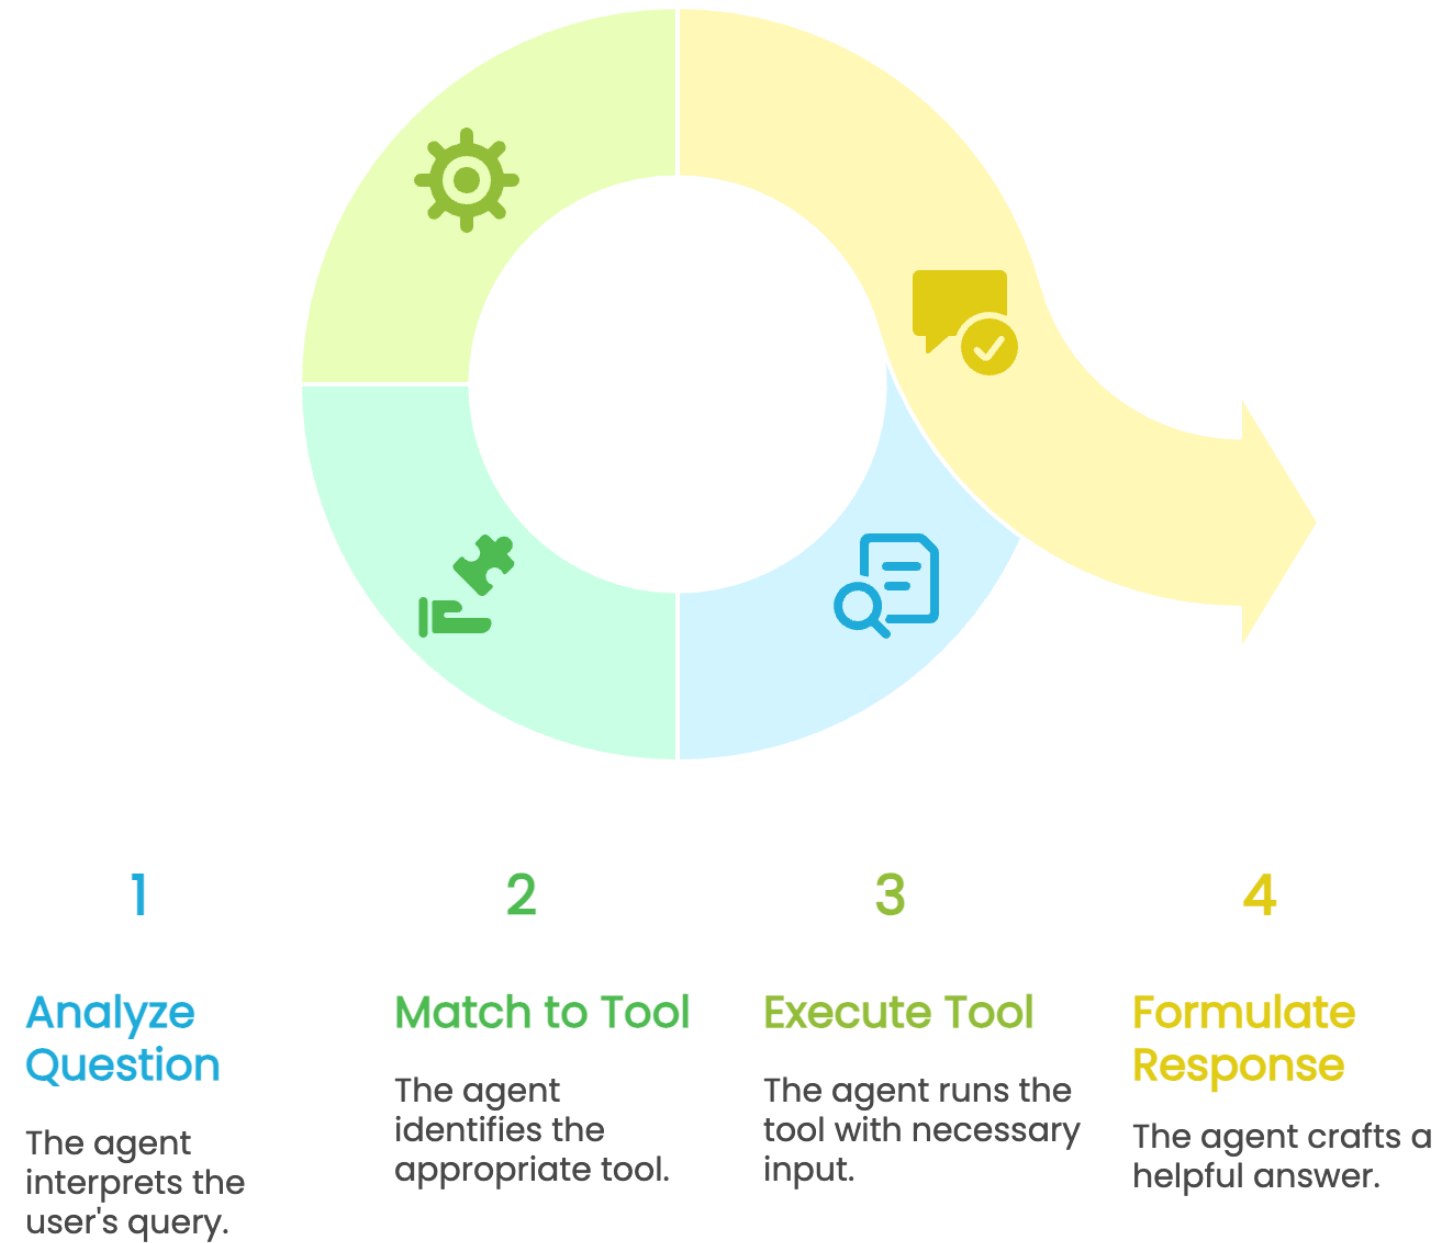 1
Analyze
Question
The agent
interprets the
user's query.
2
Match to Tool
The agent
identifies the
appropriate tool.
3
Execute Tool
The agent runs the
tool with necessary
input.
4
Formulate
Response
The agent crafts a
helpful answer.